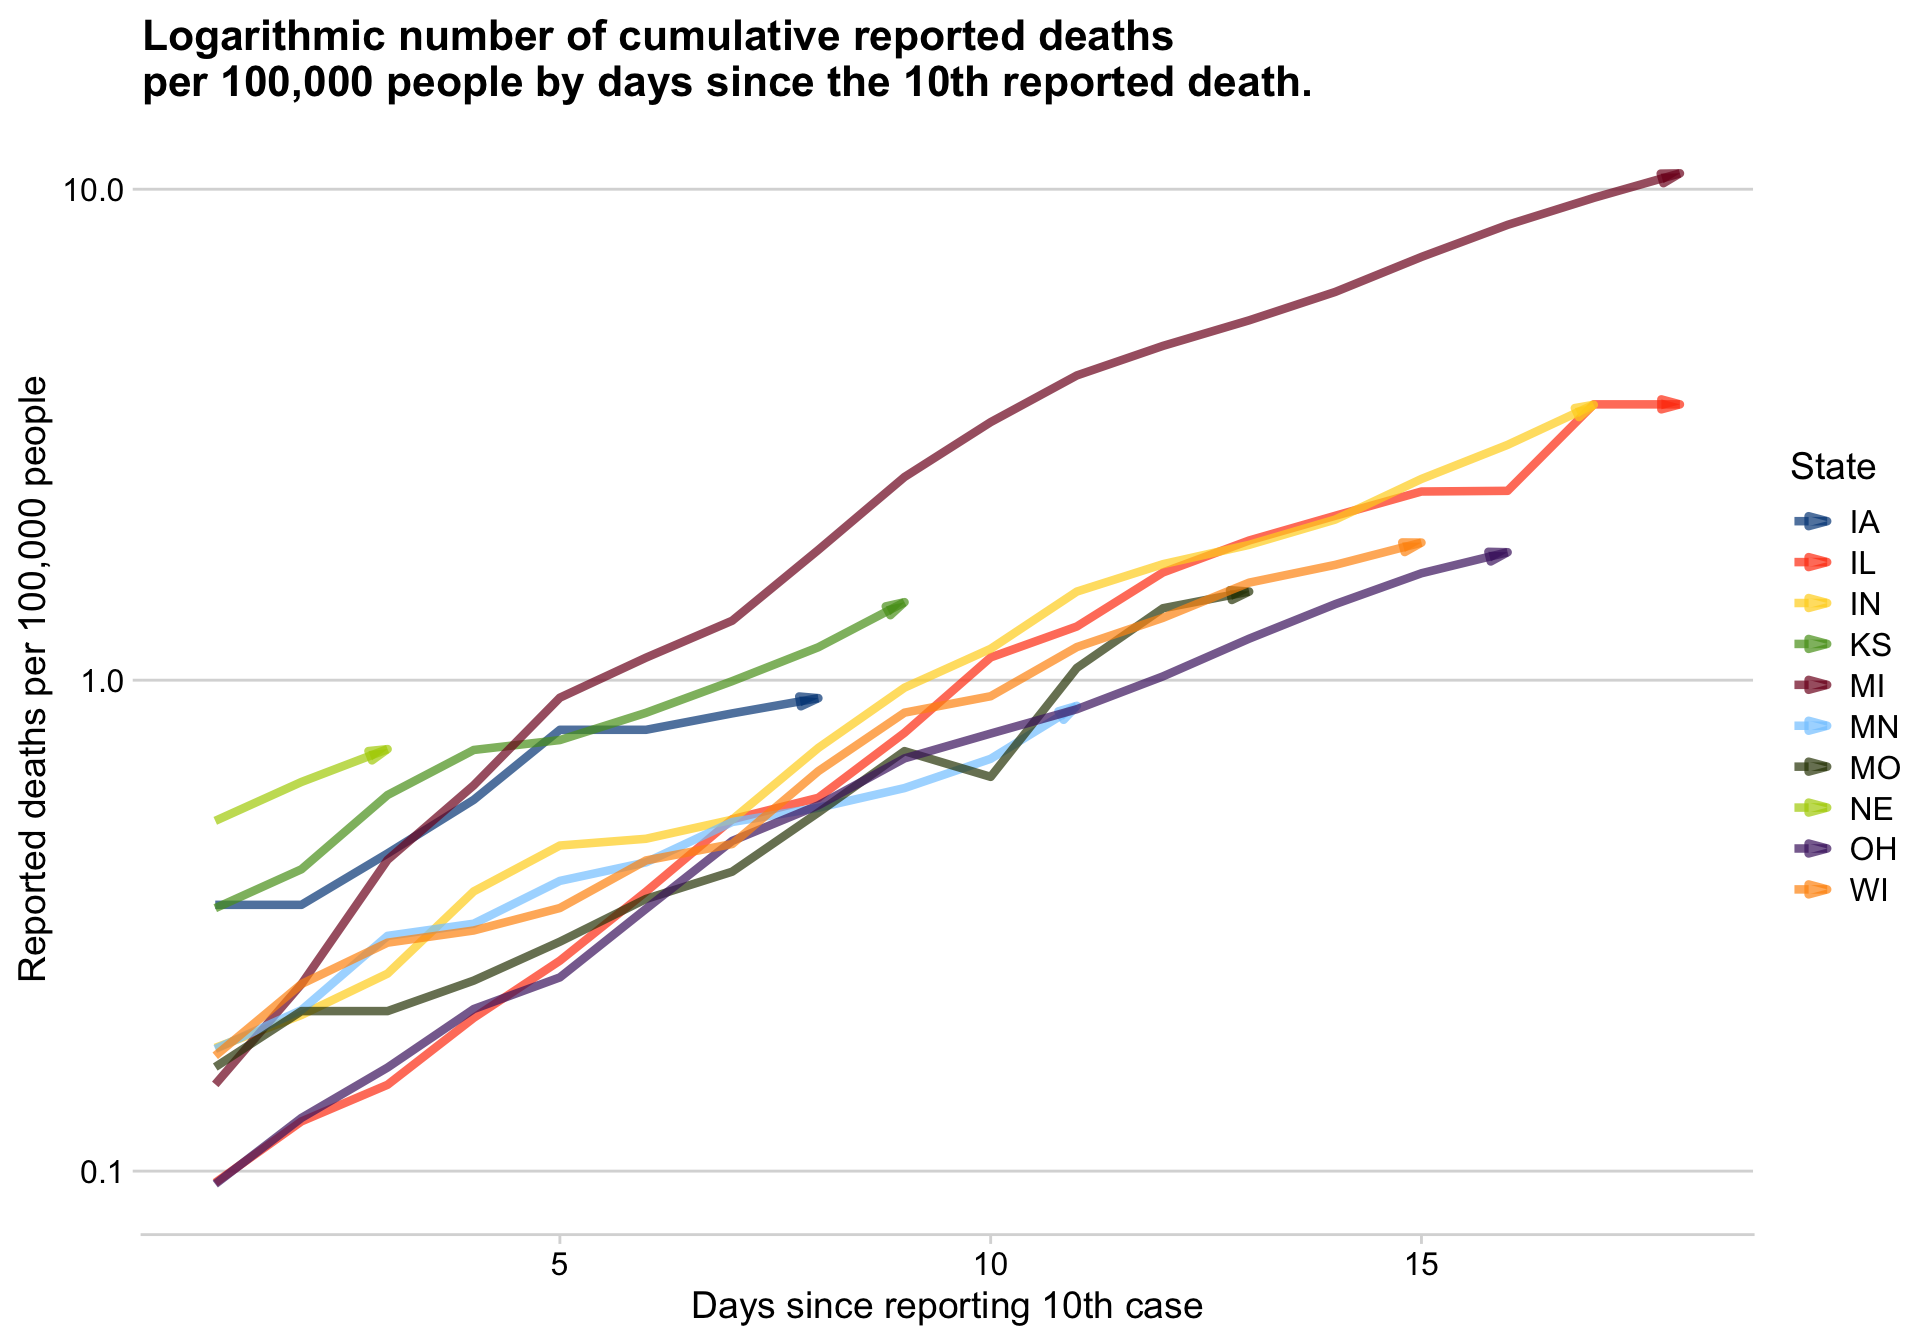 Logarithmic number of cumulative reported deaths
per 100,000 people by days since the 10th reported death.
Reported deaths per 100,000 people
10.0
1.0
0.1
5
10
15
Days since reporting 10th case
State
IA
IL
IN
KS
MI
MN
MO
NE
OH
WI